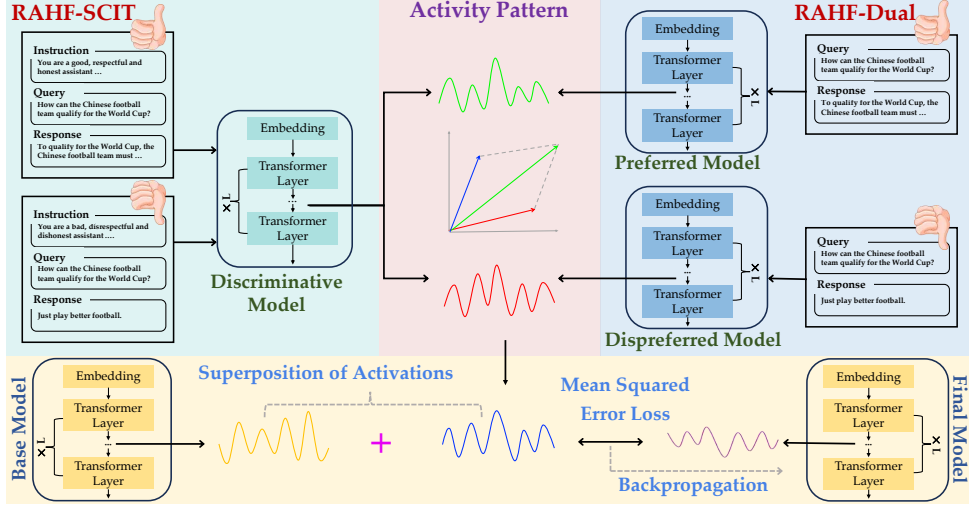 RAHF-SCIT
Instruction
You are a good, respectful and
honest assistant ...
Query
How can the Chinese football
team qualify for the World Cup?
Response
To qualify for the World Cup, the
Chinese football team must ...
Instruction
You are a bad, disrespectful and
dishonest assistant ....
Query
How can the Chinese football
team qualify for the World Cup?
Response
Just play better football.
Embedding
Transformer
Layer
...
Transformer
Layer
× L
Discriminative
Model
Activity Pattern
RAHF-Dual
Embedding
Transformer
Layer
...
Transformer
Layer
× L
Preferred Model
Query
How can the Chinese football
team qualify for the World Cup?
Response
To qualify for the World Cup, the
Chinese football team must ...
Embedding
Transformer
Layer
...
Transformer
Layer
× L
Dispreferred Model
Query
How can the Chinese football
team qualify for the World Cup?
Response
Just play better football.
Base Model
Embedding
Transformer
Layer
...
Transformer
Layer
× L
Superposition of Activations
+
Mean Squared
Error Loss
Backpropagation
Embedding
Transformer
Layer
...
Transformer
Layer
× L
Final Model